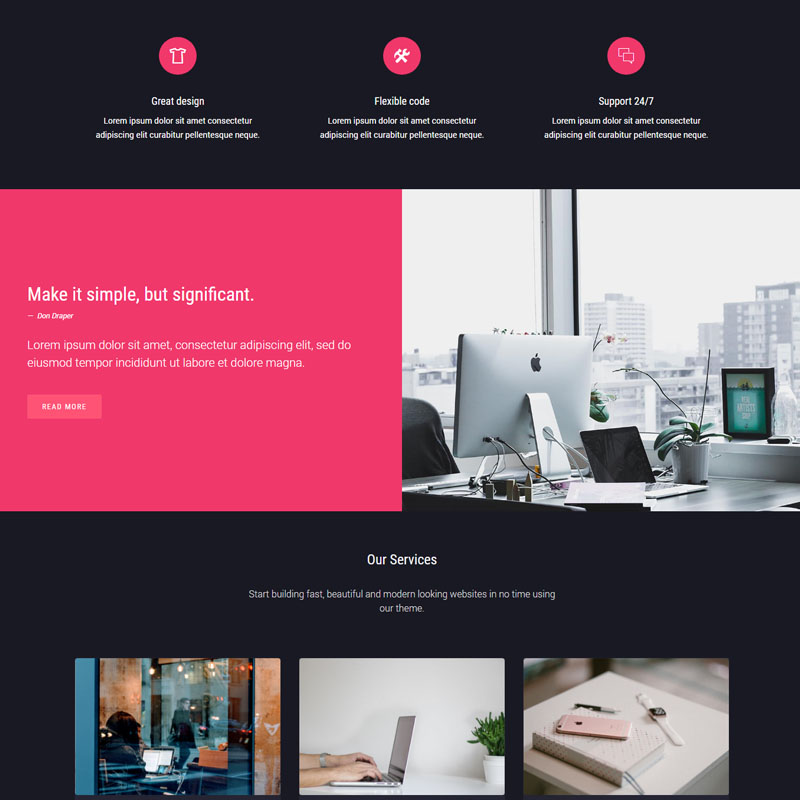 Great design
Lorem ipsum dolor sit amet consectetur
adipiscing elit curabitur pellentesque neque.
Flexible code
Lorem ipsum dolor sit amet consectetur
adipiscing elit curabitur pellentesque neque.
Support 24/7
Lorem ipsum dolor sit amet consectetur
adipiscing elit curabitur pellentesque neque.
Make it simple, but significant.
— Don Draper
Lorem ipsum dolor sit amet, consectetur adipiscing elit, sed do
eiusmod tempor incididunt ut labore et dolore magna.
READ MORE
ARTISTS
Our Services
Start building fast, beautiful and modern looking websites in no time using
our theme.